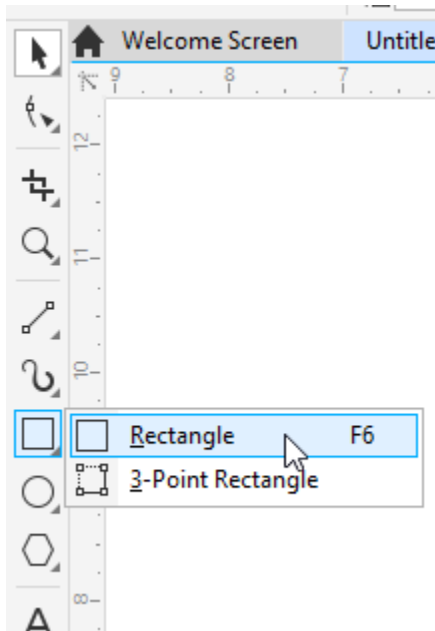 Welcome Screen
Untitle
9 8 7
12
11
10
Rectangle F6
3-Point Rectangle
8
A